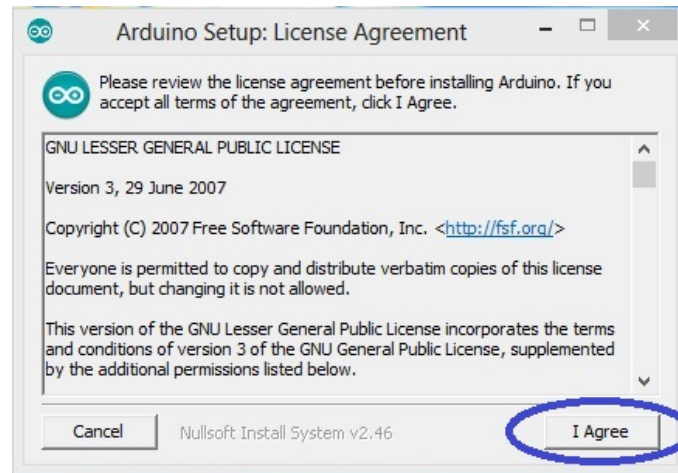 Arduino Setup: License Agreement
Please review the license agreement before installing Arduino. If you
accept all terms of the agreement, click I Agree.
GNU LESSER GENERAL PUBLIC LICENSE
Version 3, 29 June 2007
Copyright (C) 2007 Free Software Foundation, Inc. <http://fsf.org/>
Everyone is permitted to copy and distribute verbatim copies of this license
document, but changing it is not allowed.
This version of the GNU Lesser General Public License incorporates the terms
and conditions of version 3 of the GNU General Public License, supplemented
by the additional permissions listed below.
Cancel Nullsoft Install System v2.46 I Agree